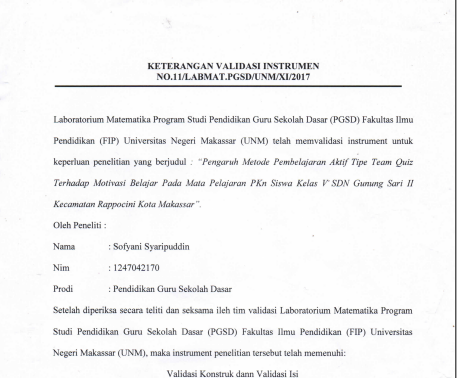 KETERANGAN VALIDASI INSTRUMEN
NO.11/LABMAT.PGSD/UNM/XI/2017
Laboratorium Matematika Program Studi Pendidikan Guru Sekolah Dasar (PGSD) Fakultas Ilmu
Pendidikan (FIP) Universitas Negeri Makassar (UNM) telah memvalidasi instrument untuk
keperluan penelitian yang berjudul : “Pengaruh Metode Pembelajaran Aktif Tipe Team Quiz
Terhadap Motivasi Belajar Pada Mata Pelajaran PKn Siswa Kelas V SDN Gunung Sari II
Kecamatan Rappocini Kota Makassar”.
Oleh Peneliti :
Nama : Sofyani Syaripuddin
Nim : 1247042170
Prodi : Pendidikan Guru Sekolah Dasar
Setelah diperiksa secara teliti dan seksama ileh tim validasi Laboratorium Matematika Program
Studi Pendidikan Guru Sekolah Dasar (PGSD) Fakultas Ilmu Pendidikan (FIP) Universitas
Negeri Makassar (UNM), maka instrument penelitian tersebut telah memenuhi:
Validasi Konstruk dann Validasi Isi